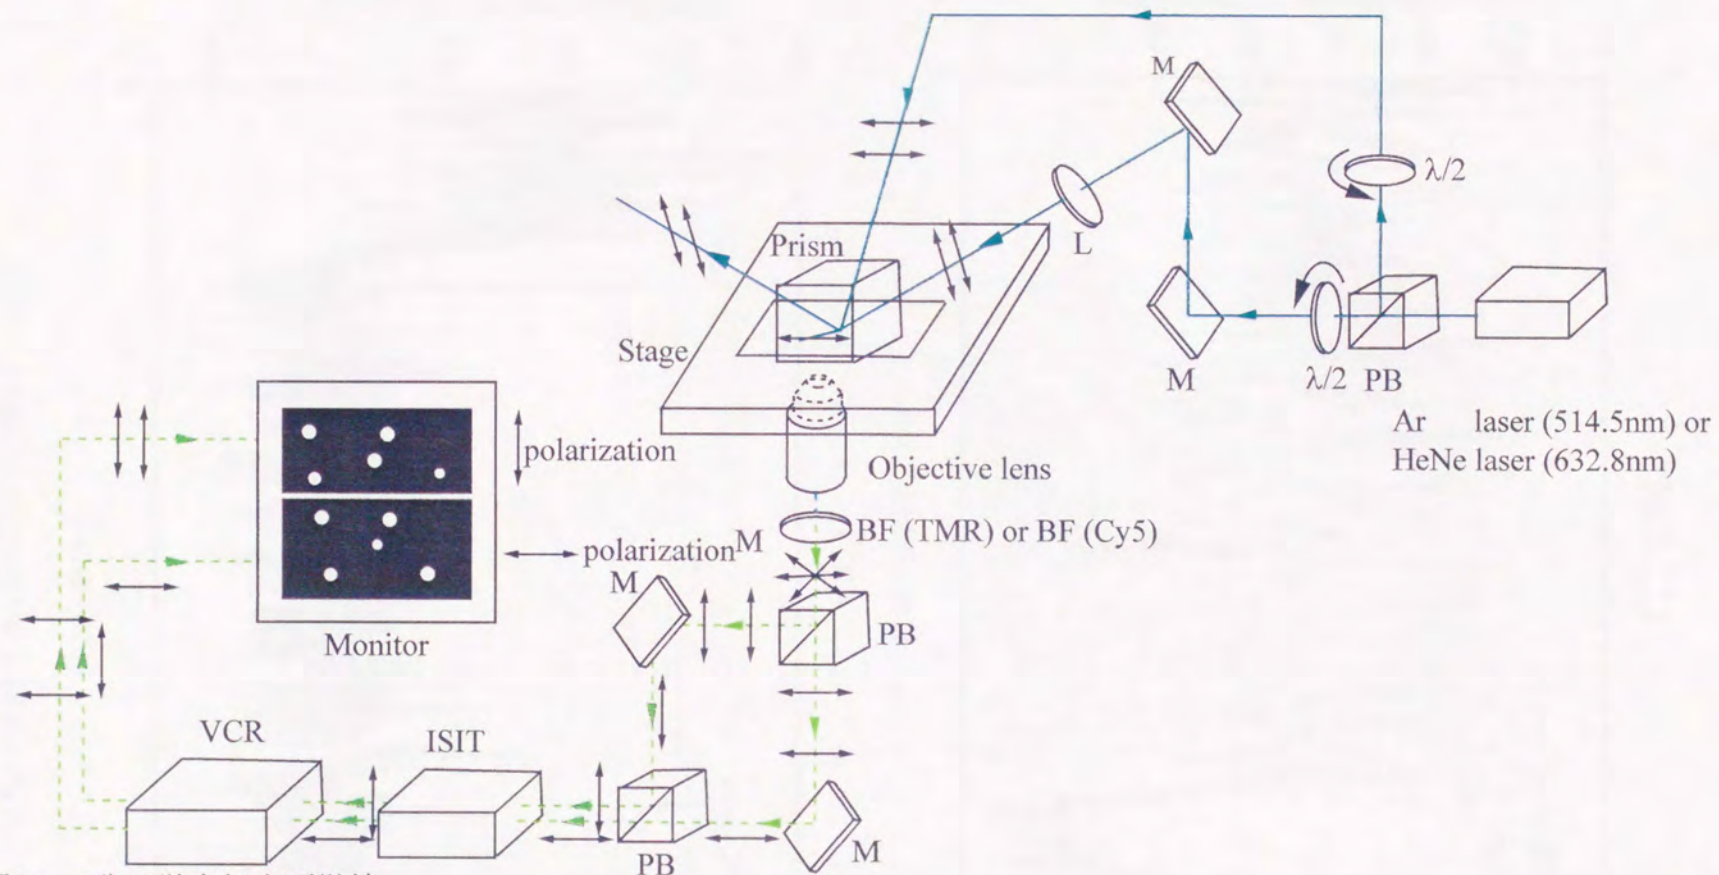 M
λ/2
L
Prism
Stage
M
λ/2
PB
Ar laser (514.5nm) or
HeNe laser (632.8nm)
polarization
Objective lens
BF (TMR) or BF (Cy5)
polarization
M
M
PB
Monitor
VCR
ISIT
PB
M